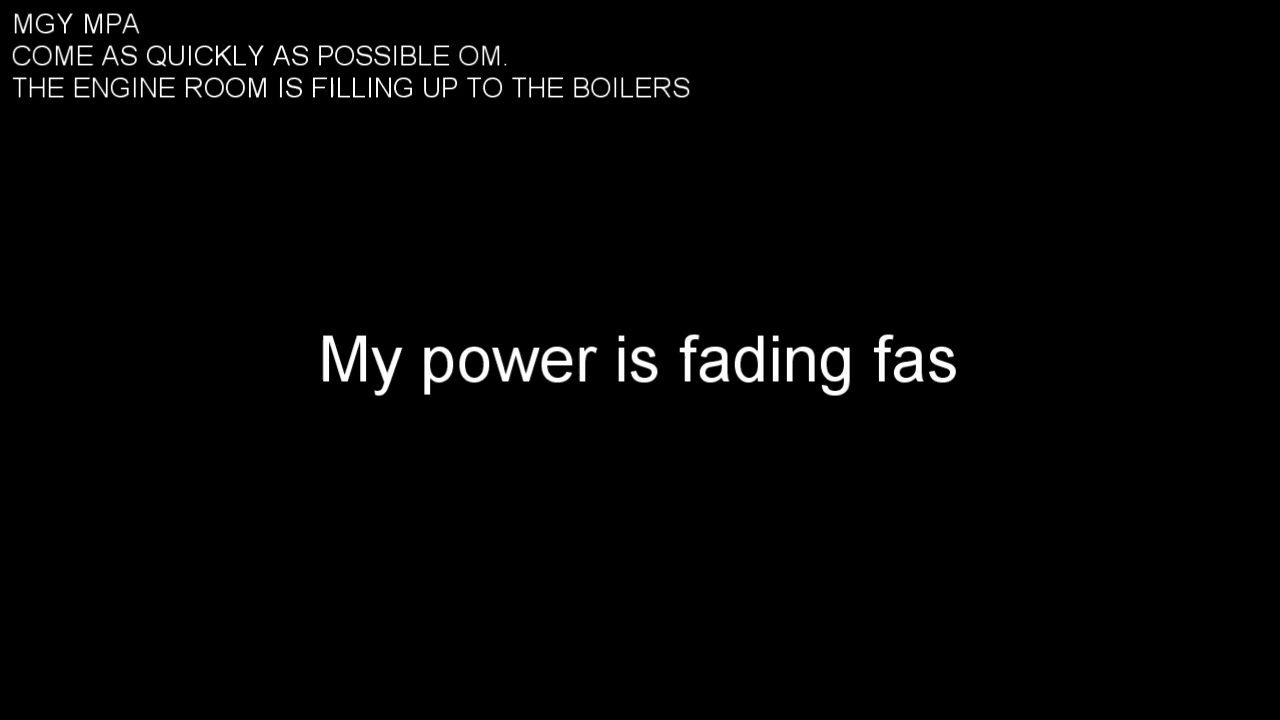 MGY MPA
COME AS QUICKLY AS POSSIBLE OM.
THE ENGINE ROOM IS FILLING UP TO THE BOILERS
My power is fading fas